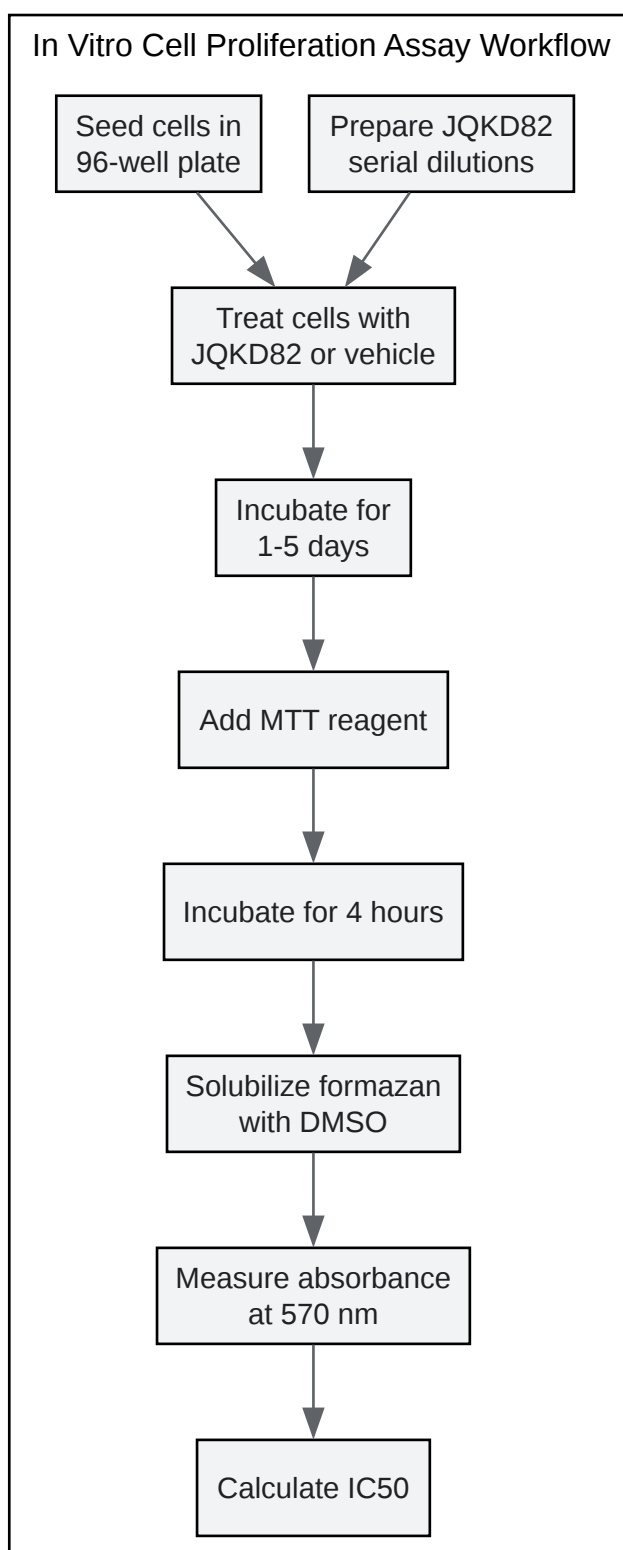 In Vitro Cell Proliferation Assay Workflow
Seed cells in
96-well plate
Prepare JQKD82
serial dilutions
Treat cells with
JQKD82 or vehicle
Incubate for
1-5 days
Add MTT reagent
Incubate for 4 hours
Solubilize formazan
with DMSO
Measure absorbance
at 570 nm
Calculate IC50